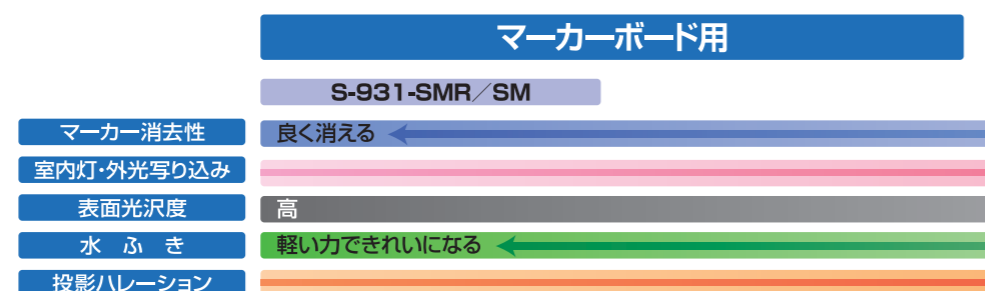 マーカーボード用
S-931-SMR／SM
マーカー消去性
良く消える
室内灯・外光写り込み
表面光沢度
高
水 ふ き
軽い力できれいになる
投影ハレーション